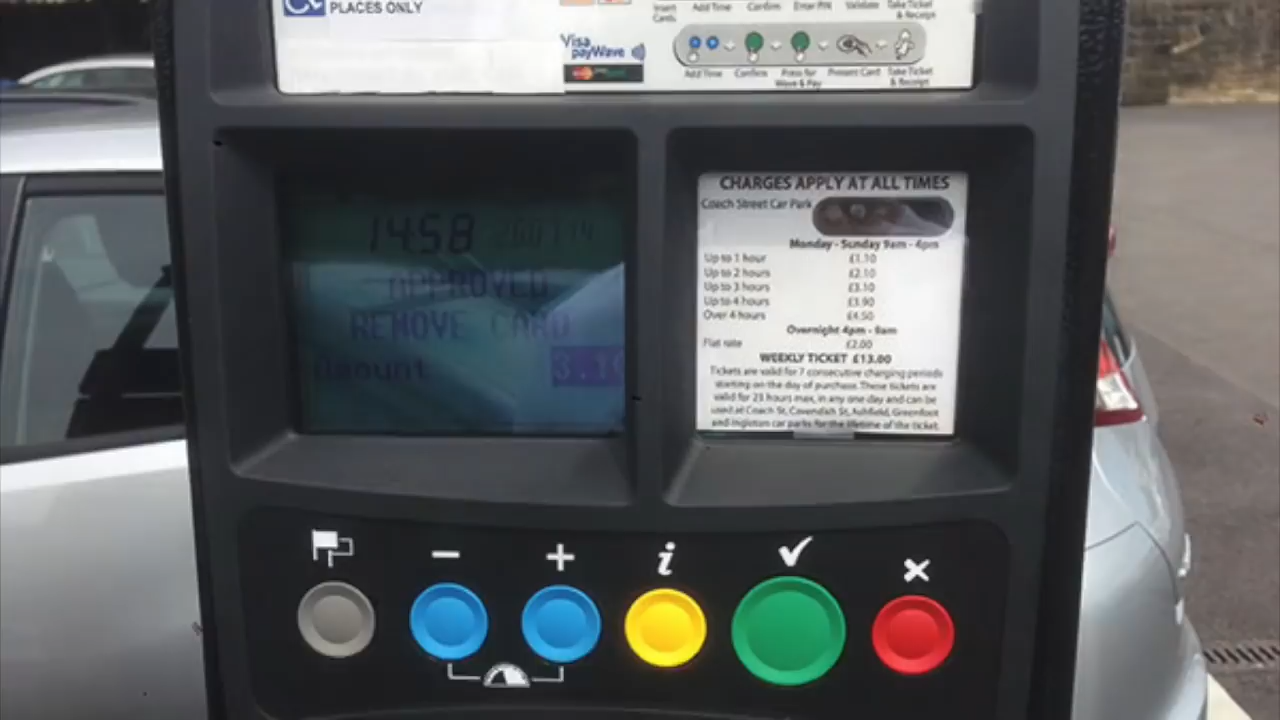 PLACES ONLY
Insert Cards Add Time Confirm Enter PIN Validate Take Ticket & Receipt
Visa payWave
Add Time Confirm Press for Wave & Pay Present Card Take Ticket & Receipt
14:58
APPROVED
REMOVE CARD
Amount 3.10
CHARGES APPLY AT ALL TIMES
Coach Street Car Park
Monday - Sunday 9am - 4pm
Up to 1 hour £1.10
Up to 2 hours £2.10
Up to 3 hours £3.10
Up to 4 hours £3.90
Over 4 hours £4.50
Overnight 4pm - 9am
Flat rate £2.00
WEEKLY TICKET £13.00
Tickets are valid for 7 consecutive charging periods
starting on the day of purchase. These tickets are
valid for 23 hours max, in any one day and can be
used at Coach St, Cavendish St, Ashfield, Greenfoot
and Ingleton car parks for the lifetime of the ticket.
- + i